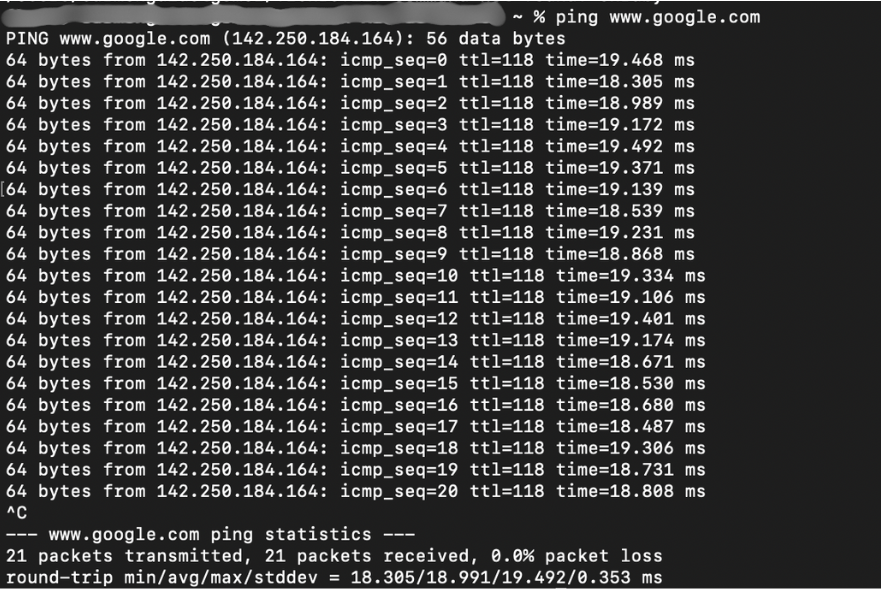 ~ % ping www.google.com
PING www.google.com (142.250.184.164): 56 data bytes
64 bytes from 142.250.184.164: icmp_seq=0 ttl=118 time=19.468 ms
64 bytes from 142.250.184.164: icmp_seq=1 ttl=118 time=18.305 ms
64 bytes from 142.250.184.164: icmp_seq=2 ttl=118 time=18.989 ms
64 bytes from 142.250.184.164: icmp_seq=3 ttl=118 time=19.172 ms
64 bytes from 142.250.184.164: icmp_seq=4 ttl=118 time=19.492 ms
64 bytes from 142.250.184.164: icmp_seq=5 ttl=118 time=19.371 ms
[64 bytes from 142.250.184.164: icmp_seq=6 ttl=118 time=19.139 ms
64 bytes from 142.250.184.164: icmp_seq=7 ttl=118 time=18.539 ms
64 bytes from 142.250.184.164: icmp_seq=8 ttl=118 time=19.231 ms
64 bytes from 142.250.184.164: icmp_seq=9 ttl=118 time=18.868 ms
64 bytes from 142.250.184.164: icmp_seq=10 ttl=118 time=19.334 ms
64 bytes from 142.250.184.164: icmp_seq=11 ttl=118 time=19.106 ms
64 bytes from 142.250.184.164: icmp_seq=12 ttl=118 time=19.401 ms
64 bytes from 142.250.184.164: icmp_seq=13 ttl=118 time=19.174 ms
64 bytes from 142.250.184.164: icmp_seq=14 ttl=118 time=18.671 ms
64 bytes from 142.250.184.164: icmp_seq=15 ttl=118 time=18.530 ms
64 bytes from 142.250.184.164: icmp_seq=16 ttl=118 time=18.680 ms
64 bytes from 142.250.184.164: icmp_seq=17 ttl=118 time=18.487 ms
64 bytes from 142.250.184.164: icmp_seq=18 ttl=118 time=19.306 ms
64 bytes from 142.250.184.164: icmp_seq=19 ttl=118 time=18.731 ms
64 bytes from 142.250.184.164: icmp_seq=20 ttl=118 time=18.808 ms
^C
--- www.google.com ping statistics ---
21 packets transmitted, 21 packets received, 0.0% packet loss
round-trip min/avg/max/stddev = 18.305/18.991/19.492/0.353 ms